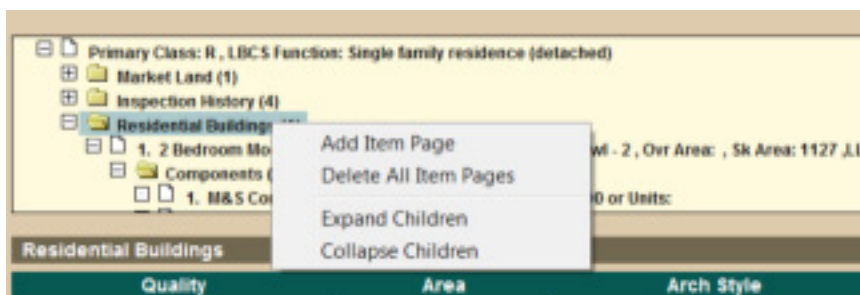 Primary Class: R , LBCS Function: Single family residence (detached)
Market Land (1)
Inspection History (4)
Residential Buildings
1. 2 Bedroom Mo
- 2 , Ovr Area: , Sk Area: 1127 ,LL
Components (
1. M&S Co
0 or Units:
Add Item Page
Delete All Item Pages
Expand Children
Collapse Children
Residential Buildings
Quality Area Arch Style